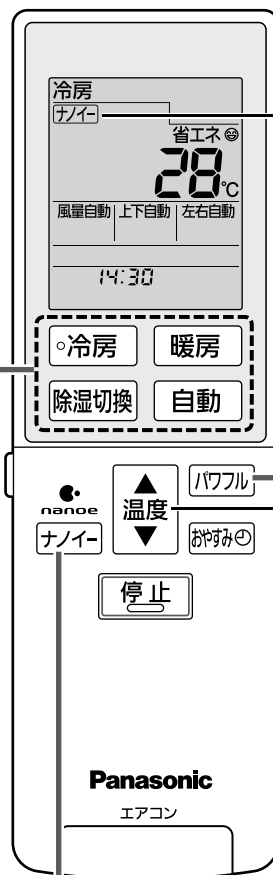 冷房
ナノイー
省エネ
28℃
風量自動 上下自動 左右自動
14:30
冷房 暖房
除湿切換 自動
nanoe
ナノイー
温度
パワフル
おやすみ
停止
Panasonic
エアコン